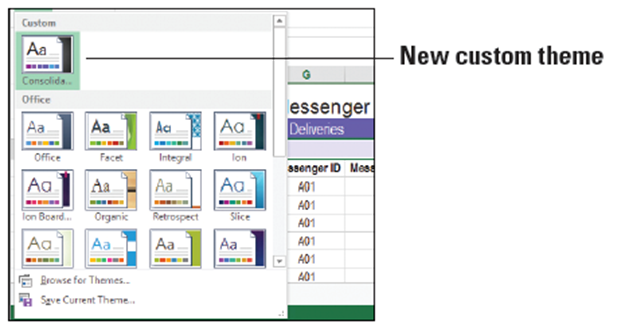 Custom
Aa
Consolida...
New custom theme
Office
Aa Aa Aa Aa
Office Facet Integral Ion
Aa Aa Aa Aa
Ion Board... Organic Retrospect Slice
Aa Aa Aa Aa
Browse for Themes...
Save Current Theme...
G
essenger
Deliveries
ssenger ID Mess
A01
A01
A01
A01
A01
A01